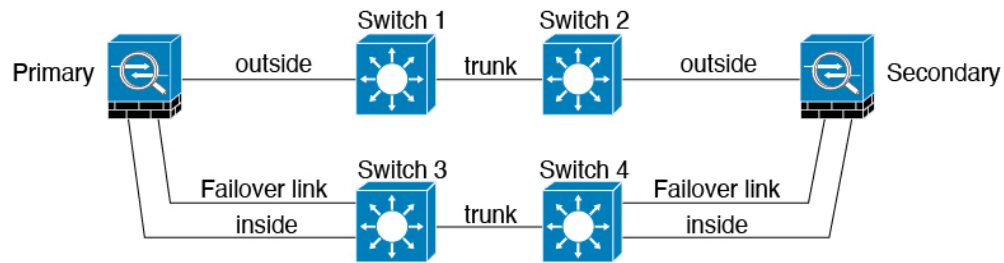 Switch 1
Switch 2
Primary
outside
trunk
outside
Secondary
Switch 3
Switch 4
Failover link
trunk
Failover link
inside
inside